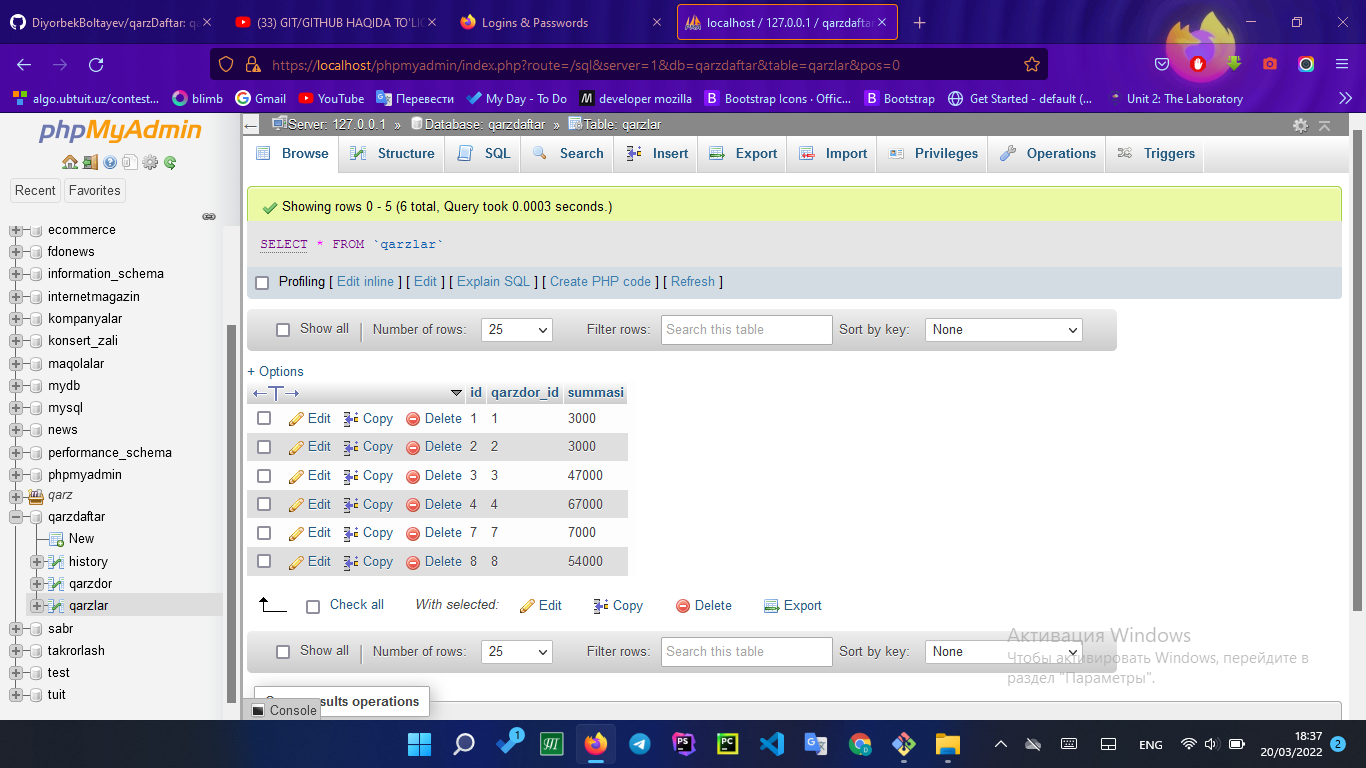 DiyorbekBoltayev/qarzDaftar: qa
(33) GIT/GITHUB HAQIDA TO'LIQ
Logins & Passwords
localhost / 127.0.0.1 / qarzdaftar
https://localhost/phpmyadmin/index.php?route=/sql&server=1&db=qarzdaftar&table=qarzlar&pos=0
algo.ubtuit.uz/contest... blimb Gmail YouTube Перевести My Day - To Do developer mozilla Bootstrap Icons · Offic... Bootstrap Get Started - default (... Unit 2: The Laboratory
phpMyAdmin
Recent Favorites
ecommerce
fdonews
information_schema
internetmagazin
kompanyalar
konsert_zali
maqolalar
mydb
mysql
news
performance_schema
phpmyadmin
qarz
qarzdaftar
New
history
qarzdor
qarzlar
sabr
takrorlash
test
tuit
Server: 127.0.0.1 » Database: qarzdaftar » Table: qarzlar
Browse Structure SQL Search Insert Export Import Privileges Operations Triggers
Showing rows 0 - 5 (6 total, Query took 0.0003 seconds.)
SELECT * FROM `qarzlar`
Profiling [ Edit inline ] [ Edit ] [ Explain SQL ] [ Create PHP code ] [ Refresh ]
Show all Number of rows: 25 Filter rows: Search this table Sort by key: None
+ Options
id qarzdor_id summasi
Edit Copy Delete 1 1 3000
Edit Copy Delete 2 2 3000
Edit Copy Delete 3 3 47000
Edit Copy Delete 4 4 67000
Edit Copy Delete 7 7 7000
Edit Copy Delete 8 8 54000
Check all With selected: Edit Copy Delete Export
Show all Number of rows: 25 Filter rows: Search this table Sort by key: None
Активация Windows
Чтобы активировать Windows, перейдите в
раздел "Параметры".
operations
Console
1
PS
PC
ENG
18:37
20/03/2022
2